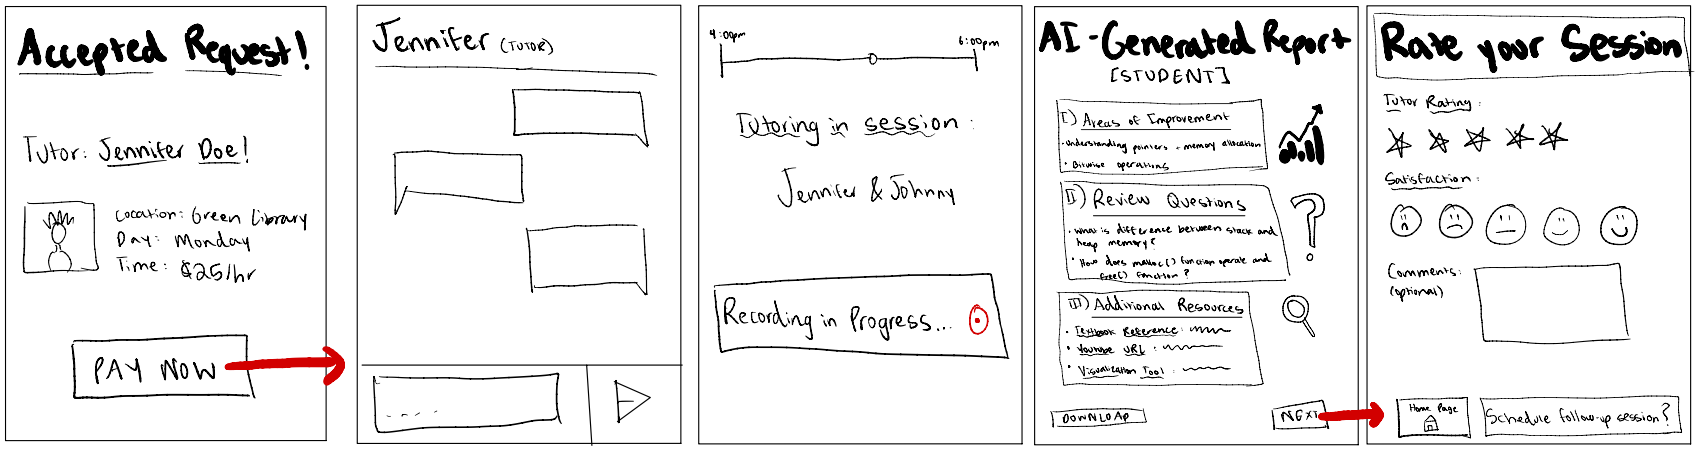 Accepted Request!
Tutor: Jennifer Doe!
Location: Green Library
Day: Monday
Time: $25/hr
PAY NOW
Jennifer (TUTOR)
4:00pm
6:00pm
Tutoring in session:
Jennifer & Johnny
Recording in Progress...
AI-Generated Report
[STUDENT]
I) Areas of Improvement
• Understanding pointers + memory allocation
• Bitwise operations
II) Review Questions
• What is difference between stack and
heap memory?
• How does malloc() function operate and
free() function?
III) Additional Resources
• Textbook Reference:
• Youtube URL:
• Visualization Tool:
DOWNLOAD
NEXT
Rate your Session
Tutor Rating:
Satisfaction:
Comments:
(optional)
Home Page
Schedule follow-up session?